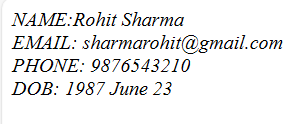 NAME:Rohit Sharma
EMAIL: sharmarohit@gmail.com
PHONE: 9876543210
DOB: 1987 June 23